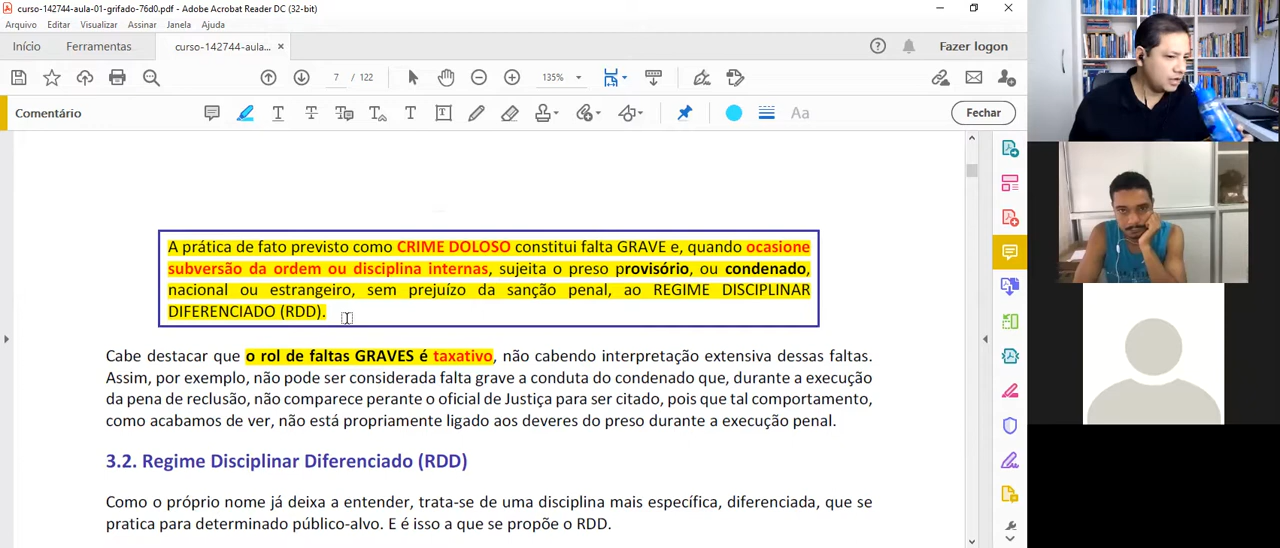 curso-142744-aula-01-grifado-76d0.pdf - Adobe Acrobat Reader DC (32-bit)
Arquivo Editar Visualizar Assinar Janela Ajuda
Início Ferramentas curso-142744-aula... × Fazer logon
7 / 122 135%
Comentário Aa Fechar
A prática de fato previsto como CRIME DOLOSO constitui falta GRAVE e, quando ocasione
subversão da ordem ou disciplina internas, sujeita o preso provisório, ou condenado,
nacional ou estrangeiro, sem prejuízo da sanção penal, ao REGIME DISCIPLINAR
DIFERENCIADO (RDD).
Cabe destacar que o rol de faltas GRAVES é taxativo, não cabendo interpretação extensiva dessas faltas.
Assim, por exemplo, não pode ser considerada falta grave a conduta do condenado que, durante a execução
da pena de reclusão, não comparece perante o oficial de Justiça para ser citado, pois que tal comportamento,
como acabamos de ver, não está propriamente ligado aos deveres do preso durante a execução penal.
3.2. Regime Disciplinar Diferenciado (RDD)
Como o próprio nome já deixa a entender, trata-se de uma disciplina mais específica, diferenciada, que se
pratica para determinado público-alvo. E é isso a que se propõe o RDD.